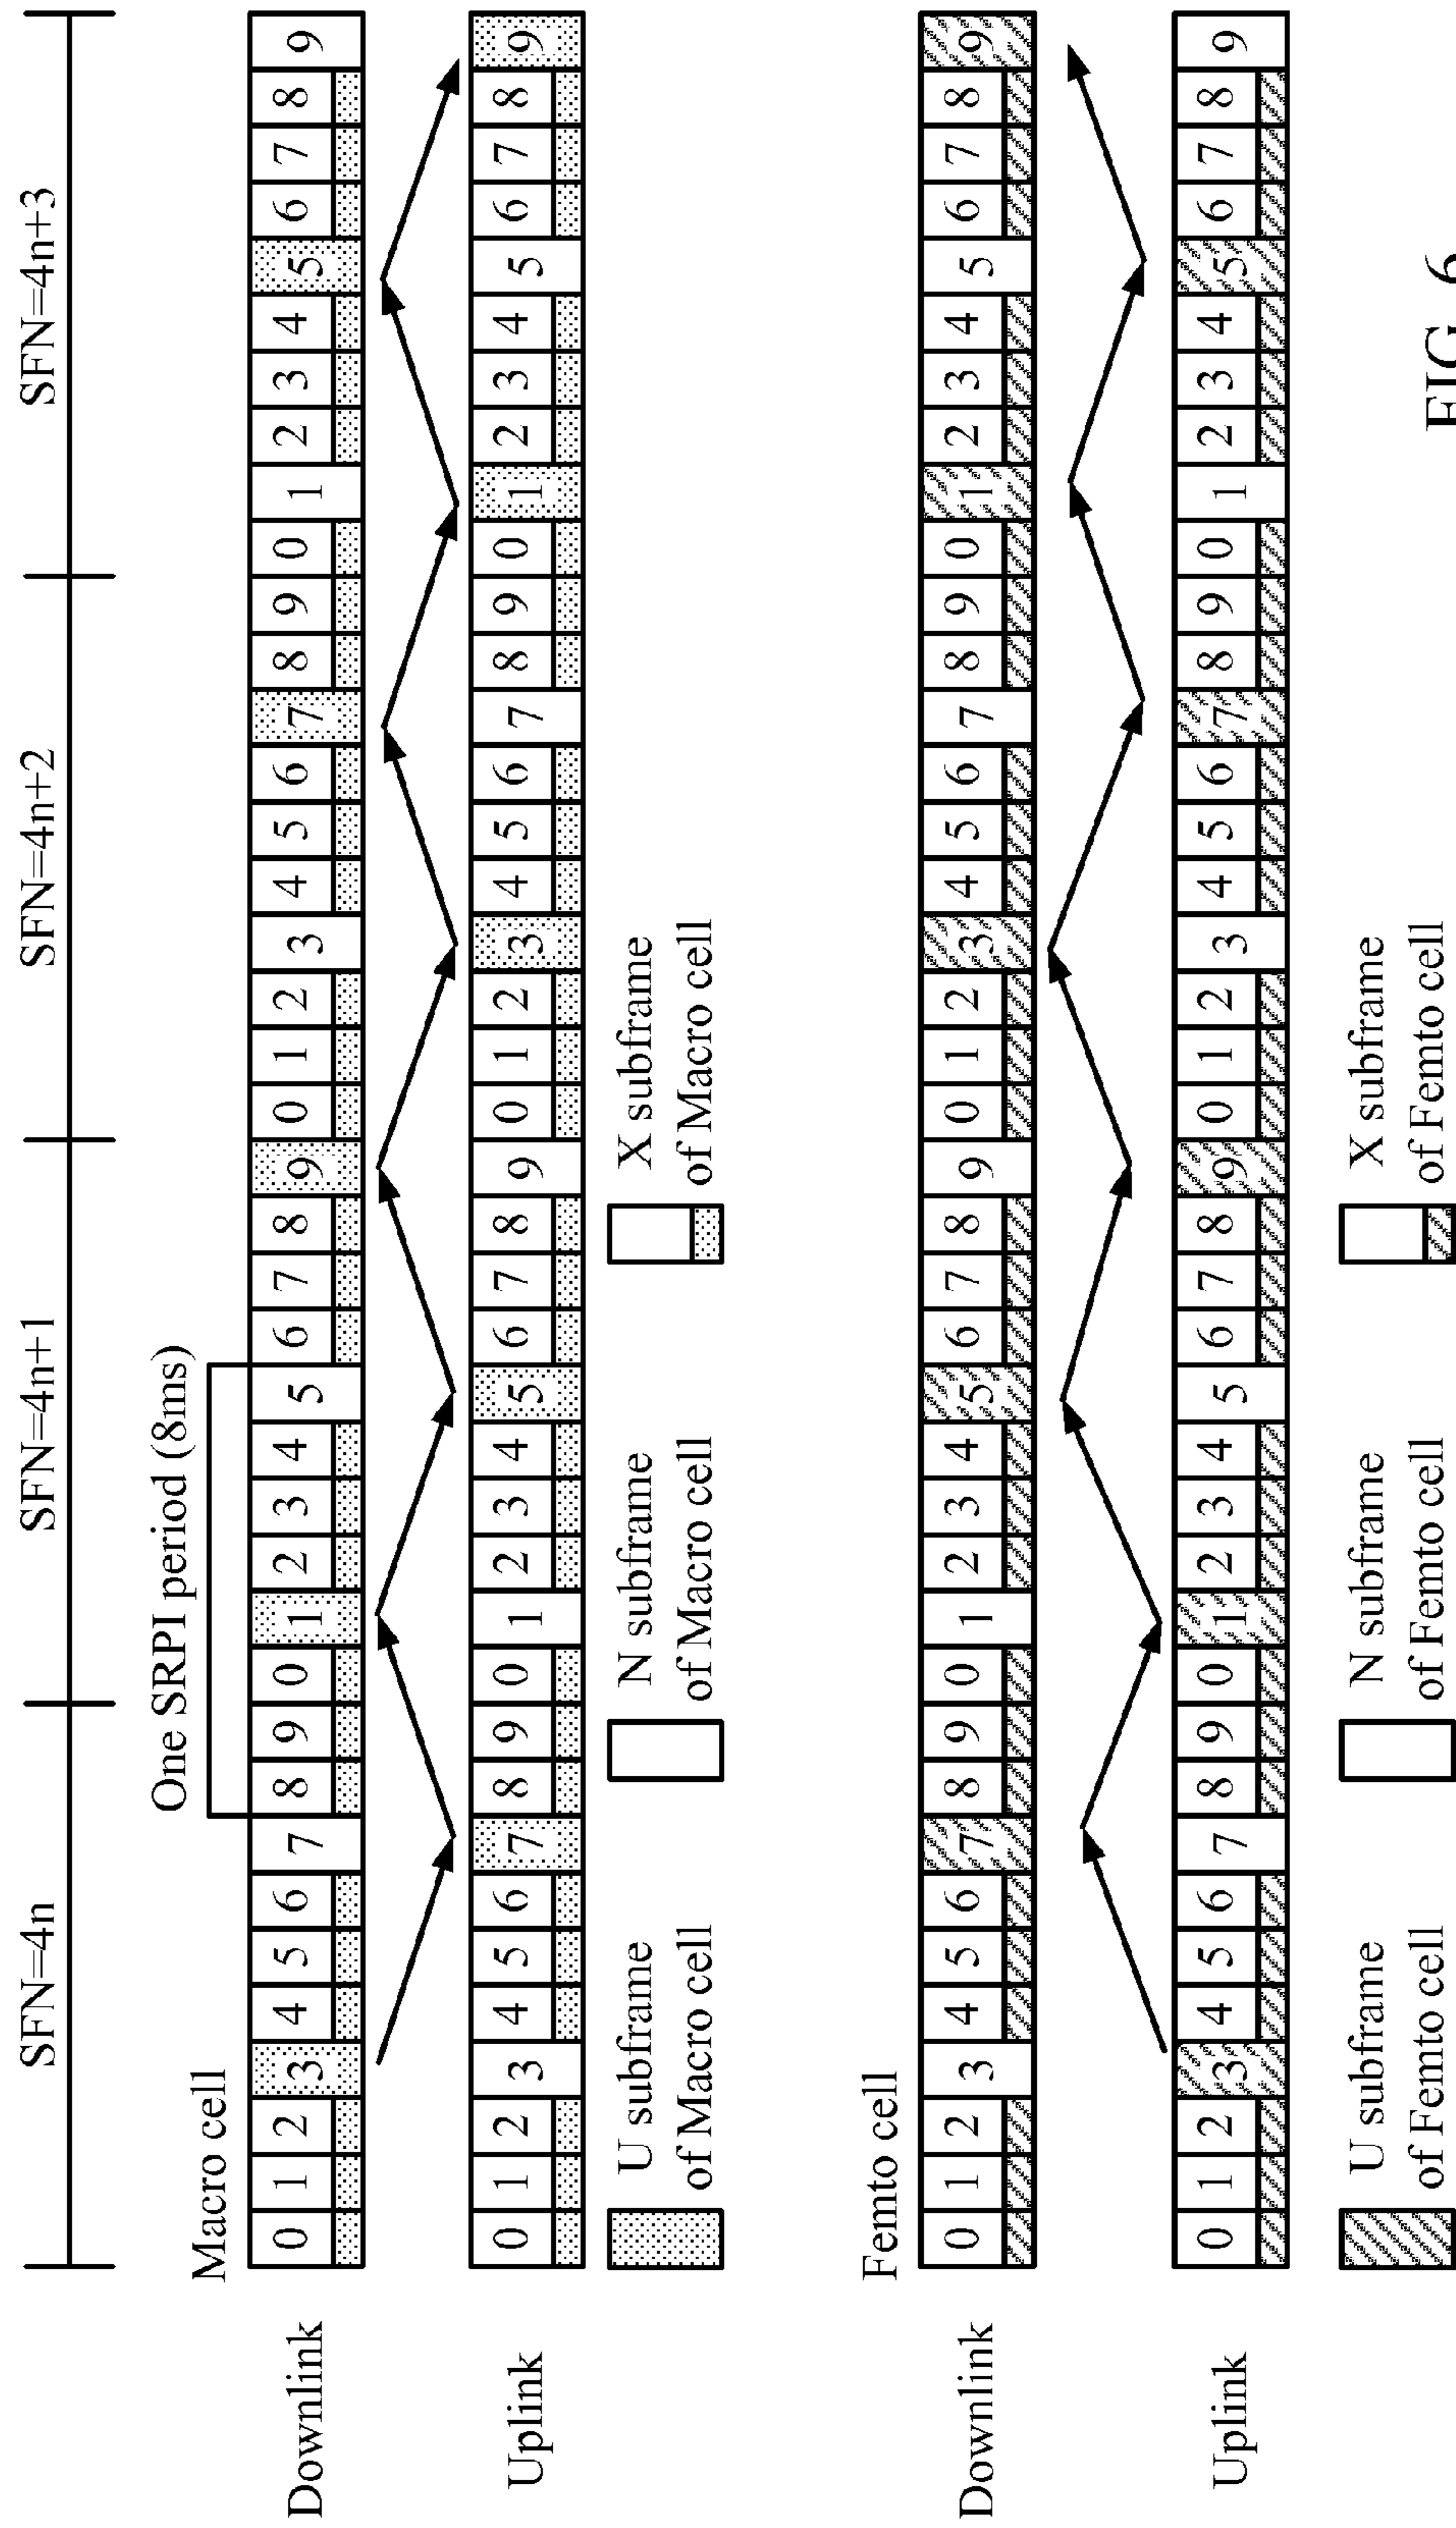 SFN=4n SFN=4n+1 SFN=4n+2 SFN=4n+3
One SRPI period (8ms)
Macro cell
Downlink 0 1 2 3 4 5 6 7 8 9 0 1 2 3 4 5 6 7 8 9 0 1 2 3 4 5 6 7 8 9 0 1 2 3 4 5 6 7 8 9
Uplink 0 1 2 3 4 5 6 7 8 9 0 1 2 3 4 5 6 7 8 9 0 1 2 3 4 5 6 7 8 9 0 1 2 3 4 5 6 7 8 9
U subframe
of Macro cell
N subframe
of Macro cell
X subframe
of Macro cell
Femto cell
Downlink 0 1 2 3 4 5 6 7 8 9 0 1 2 3 4 5 6 7 8 9 0 1 2 3 4 5 6 7 8 9 0 1 2 3 4 5 6 7 8 9
Uplink 0 1 2 3 4 5 6 7 8 9 0 1 2 3 4 5 6 7 8 9 0 1 2 3 4 5 6 7 8 9 0 1 2 3 4 5 6 7 8 9
U subframe
of Femto cell
N subframe
of Femto cell
X subframe
of Femto cell
FIG. 6